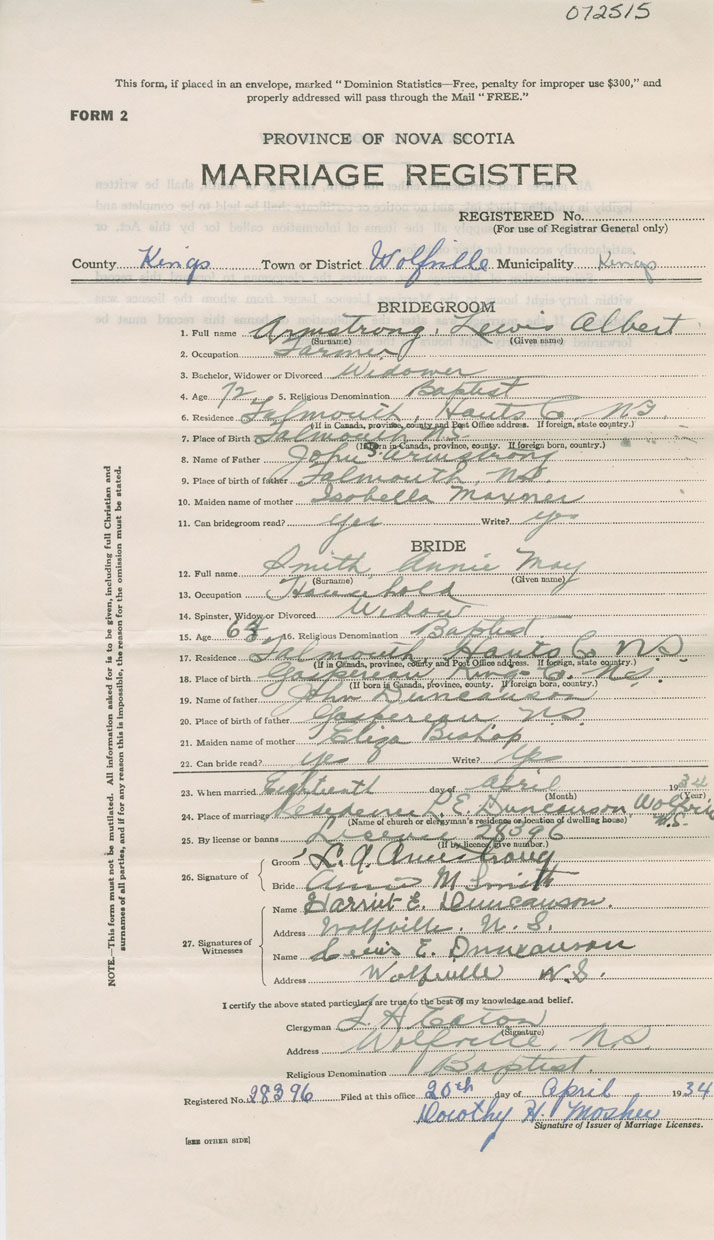 072515
This form, if placed in an envelope, marked "Dominion Statistics—Free, penalty for improper use $300," and
properly addressed will pass through the Mail "FREE."
FORM 2
PROVINCE OF NOVA SCOTIA
MARRIAGE REGISTER
REGISTERED No.
(For use of Registrar General only)
County Kings Town or District Wolfville Municipality Kings
BRIDEGROOM
1. Full name Armstrong, Lewis Albert
(Surname) (Given name)
2. Occupation Farmer
3. Bachelor, Widower or Divorced Widower
4. Age 72 5. Religious Denomination Baptist
6. Residence Falmouth, Hants Co. N.S.
(If in Canada, province, county and Post Office address. If foreign, state country.)
7. Place of Birth Falmouth N.S.
(If born in Canada, province, county. If foreign born, country.)
8. Name of Father John S. Armstrong
9. Place of birth of father Falmouth, N.S.
10. Maiden name of mother Isobella Maxner
11. Can bridegroom read? yes Write? yes
BRIDE
12. Full name Smith, Annie May
(Surname) (Given name)
13. Occupation Household
14. Spinster, Widow or Divorced Widow
15. Age 16. Religious Denomination Baptist
17. Residence Falmouth Hants Co N.S.
(If in Canada, province, county and Post Office address. If foreign, state country.)
18. Place of birth Gaspereau Kings Co. N.S.
(If born in Canada, province, county. If foreign born, country.)
19. Name of father John Duncanson
20. Place of birth of father Gaspereau N.S.
21. Maiden name of mother Eliza Bishop
22. Can bride read? yes Write? yes
23. When married Eighteenth day of April 1934
(Month) (Year)
24. Place of marriage Residence L. E. Duncanson, Wolfville N.S.
(Name of church or clergyman's residence or location of dwelling house)
25. By license or banns License 28396
(If by licence, give number.)
26. Signature of
Groom L. A. Armstrong
Bride Annie M Smith
27. Signatures of Witnesses
Name Harriet E. Duncanson.
Address Wolfville, N. S.
Name Lewis E. Duncanson
Address Wolfville N.S.
I certify the above stated particulars are true to the best of my knowledge and belief.
Clergyman Eaton
(Signature)
Address Wolfville, N.S.
Religious Denomination Baptist.
Registered No. 28396 Filed at this office 20th day of April 1934
Dorothy H. Mosher
Signature of Issuer of Marriage Licenses.
[SEE OTHER SIDE]
NOTE.—This form must not be mutilated. All information asked for is to be given, including full Christian and
surnames of all parties, and if for any reason this is impossible, the reason for the omission must be stated.